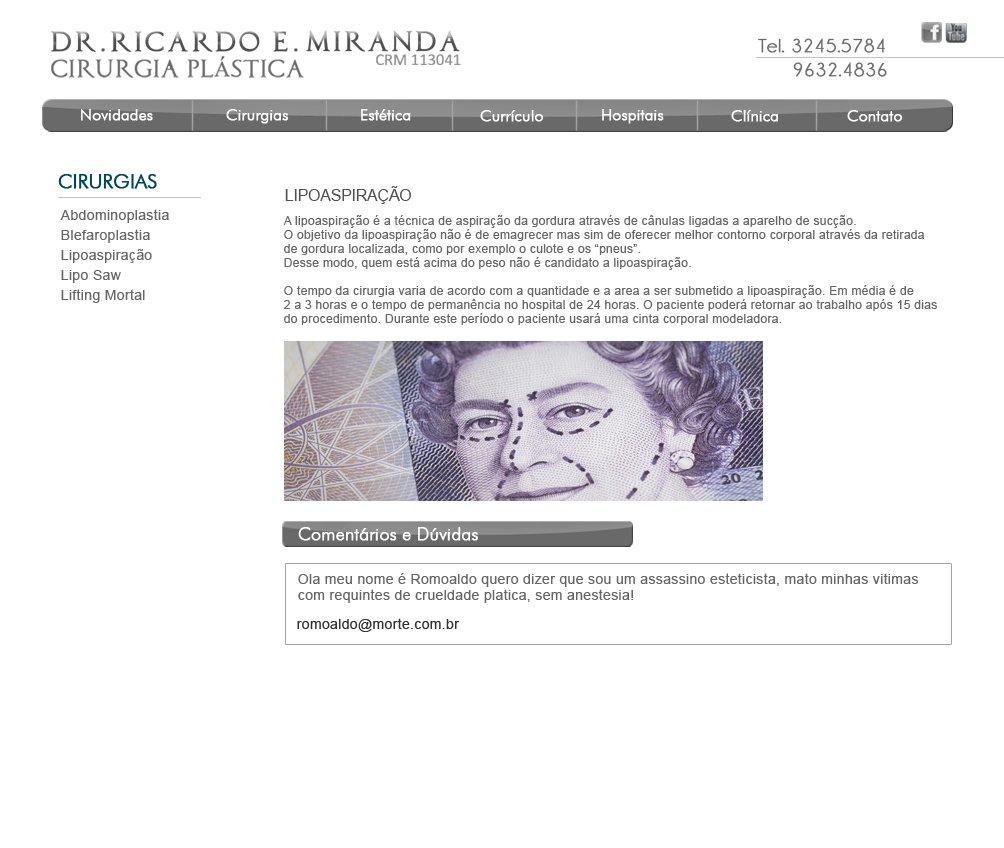 DR. RICARDO E. MIRANDA
CIRURGIA PLÁSTICA
CRM 113041
Tel. 3245.5784
9632.4836
f
You Tube
Novidades
Cirurgias
Estética
Currículo
Hospitais
Clínica
Contato
CIRURGIAS
Abdominoplastia
Blefaroplastia
Lipoaspiração
Lipo Saw
Lifting Mortal
LIPOASPIRAÇÃO
A lipoaspiração é a técnica de aspiração da gordura através de cânulas ligadas a aparelho de sucção.
O objetivo da lipoaspiração não é de emagrecer mas sim de oferecer melhor contorno corporal através da retirada
de gordura localizada, como por exemplo o culote e os “pneus”.
Desse modo, quem está acima do peso não é candidato a lipoaspiração.
O tempo da cirurgia varia de acordo com a quantidade e a area a ser submetido a lipoaspiração. Em média é de
2 a 3 horas e o tempo de permanência no hospital de 24 horas. O paciente poderá retornar ao trabalho após 15 dias
do procedimento. Durante este período o paciente usará uma cinta corporal modeladora.
E
20 2
Comentários e Dúvidas
Ola meu nome é Romoaldo quero dizer que sou um assassino esteticista, mato minhas vitimas
com requintes de crueldade platica, sem anestesia!
romoaldo@morte.com.br